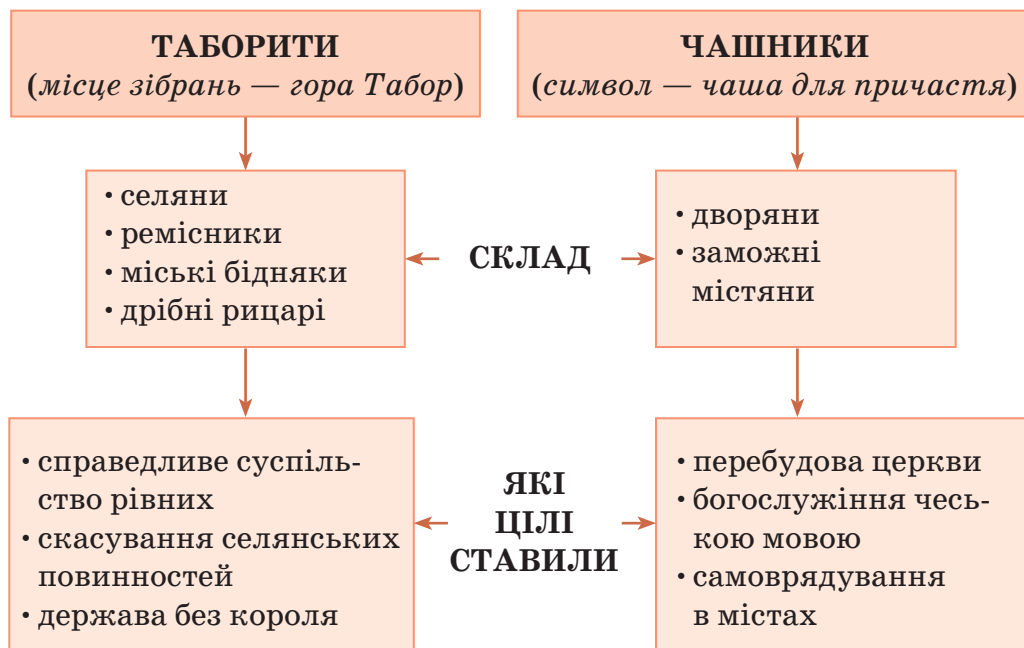 ТАБОРИТИ
(місце зібрань — гора Табор)
ЧАШНИКИ
(символ — чаша для причастя)
• селяни
• ремісники
• міські бідняки
• дрібні рицарі
СКЛАД
• дворяни
• заможні
містяни
• справедливе суспіль-
ство рівних
• скасування селянських
повинностей
• держава без короля
ЯКІ
ЦІЛІ
СТАВИЛИ
• перебудова церкви
• богослужіння чесь-
кою мовою
• самоврядування
в містах